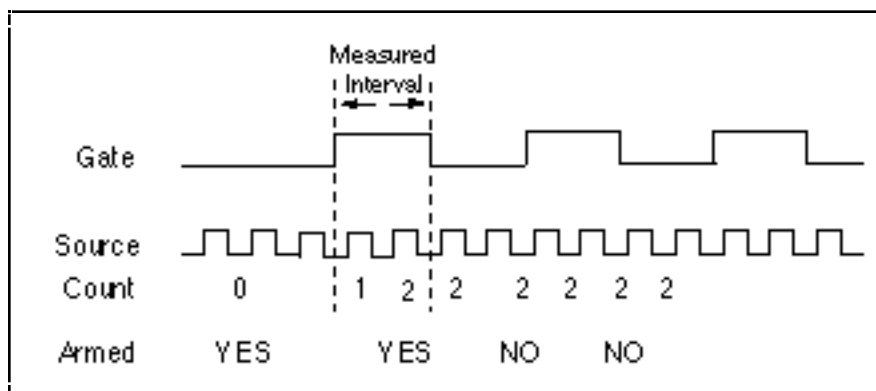 Measured
Interval
Gate
Source
Count 0 1 2 2 2 2 2 2
Armed YES YES NO NO